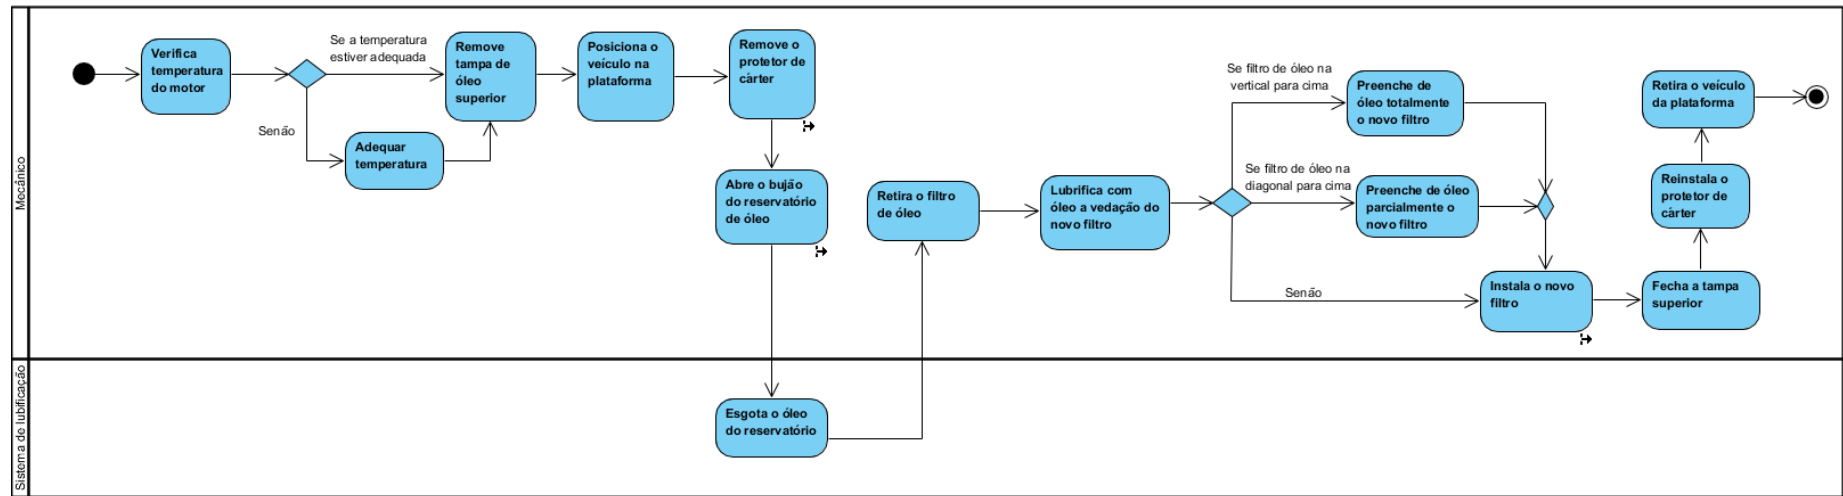 Mecânico
Verifica
temperatura
do motor
Se a temperatura
estiver adequada
Senão
Adequar
temperatura
Remove
tampa de
óleo
superior
Posiciona o
veículo na
plataforma
Remove o
protetor de
cárter
Abre o bujão
do reservatório
de óleo
Retira o filtro
de óleo
Lubrifica com
óleo a vedação do
novo filtro
Se filtro de óleo na
vertical para cima
Preenche de
óleo totalmente
o novo filtro
Se filtro de óleo na
diagonal para cima
Preenche de óleo
parcialmente o
novo filtro
Senão
Instala o novo
filtro
Fecha a tampa
superior
Reinstala o
protetor de
cárter
Retira o veículo
da plataforma
Sistema de lubificação
Esgota o óleo
do reservatório